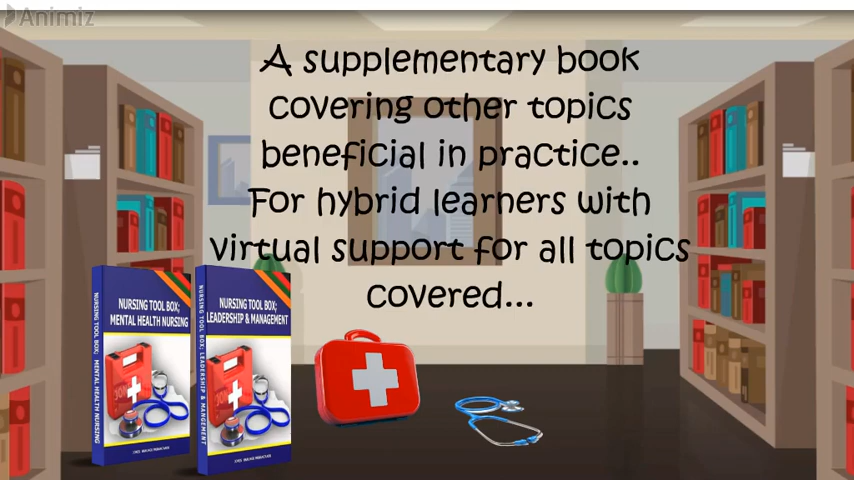 Animiz
A supplementary book
covering other topics
beneficial in practice..
For hybrid learners with
virtual support for all topics
covered...
NURSING TOOL BOX;
MENTAL HEALTH NURSING
NURSING TOOL BOX; MENTAL HEALTH NURSING
NURSING TOOL BOX;
LEADERSHIP & MANAGEMENT
NURSING TOOL BOX; LEADERSHIP & MANAGEMENT